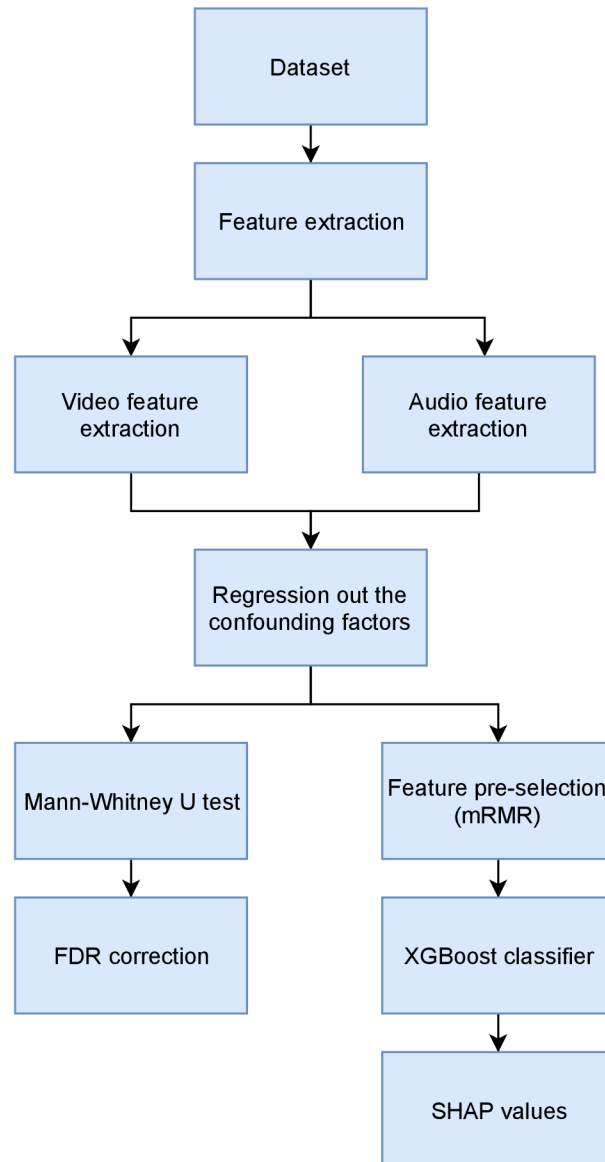 Dataset
Feature extraction
Video feature
extraction
Audio feature
extraction
Regression out the
confounding factors
Mann-Whitney U test
Feature pre-selection
(mRMR)
FDR correction
XGBoost classifier
SHAP values